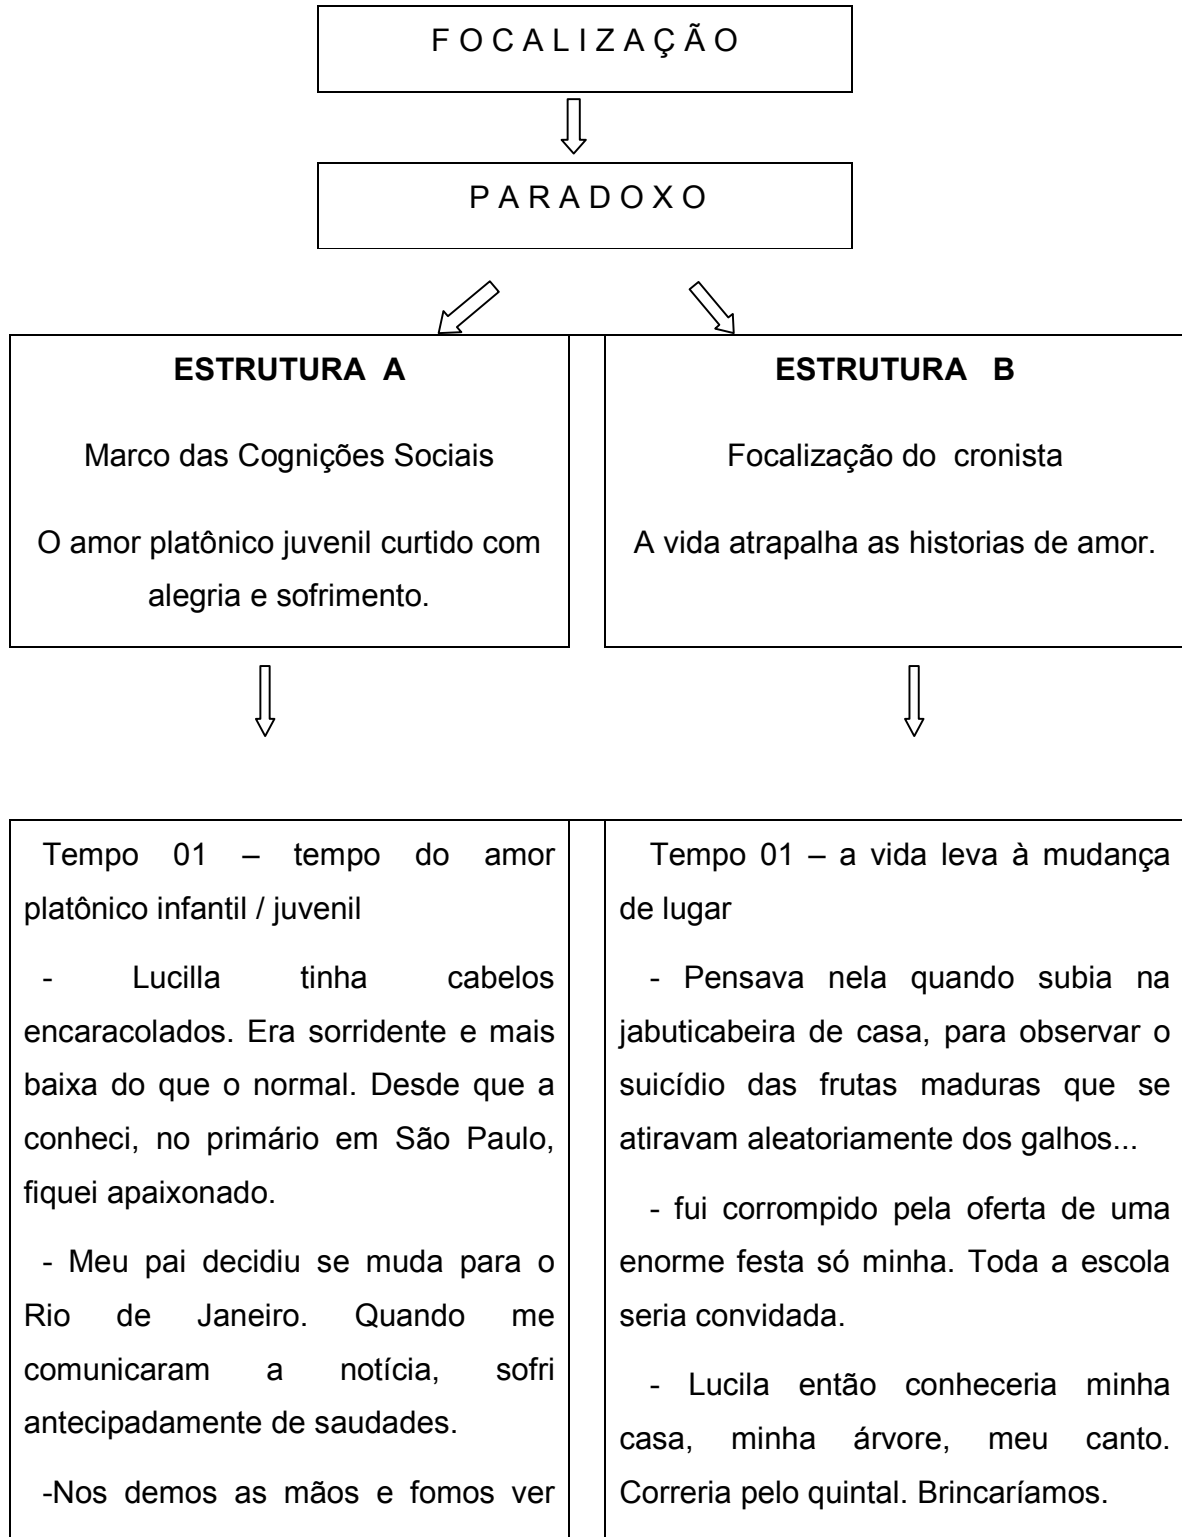 F O C A L I Z A Ç Ã O
P A R A D O X O
ESTRUTURA A
Marco das Cognições Sociais
O amor platônico juvenil curtido com
alegria e sofrimento.
ESTRUTURA B
Focalização do cronista
A vida atrapalha as historias de amor.
Tempo 01 – tempo do amor
platônico infantil / juvenil
- Lucilla tinha cabelos
encaracolados. Era sorridente e mais
baixa do que o normal. Desde que a
conheci, no primário em São Paulo,
fiquei apaixonado.
- Meu pai decidiu se muda para o
Rio de Janeiro. Quando me
comunicaram a notícia, sofri
antecipadamente de saudades.
-Nos demos as mãos e fomos ver
Tempo 01 – a vida leva à mudança
de lugar
- Pensava nela quando subia na
jabuticabeira de casa, para observar o
suicídio das frutas maduras que se
atiravam aleatoriamente dos galhos...
- fui corrompido pela oferta de uma
enorme festa só minha. Toda a escola
seria convidada.
- Lucila então conheceria minha
casa, minha árvore, meu canto.
Correria pelo quintal. Brincaríamos.